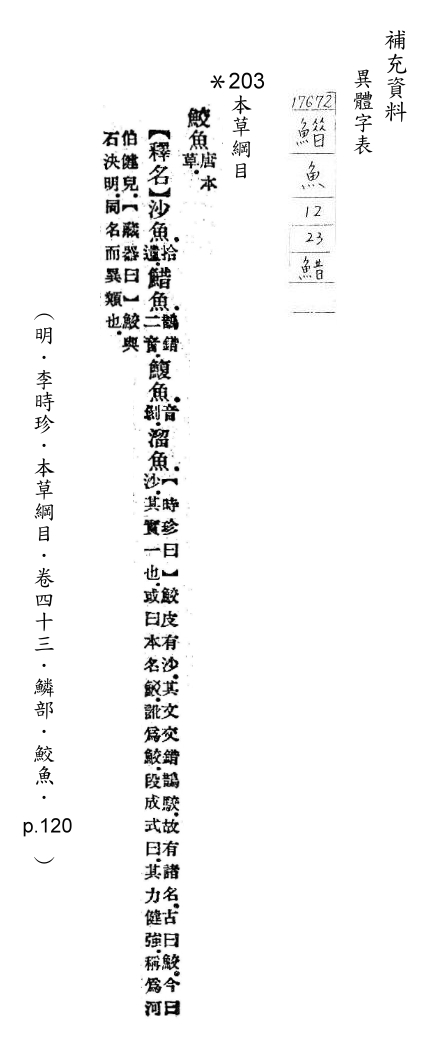 補充資料
異體字表
17672
魚
12
23
鯌
＊203
本草綱目
鮫魚唐本草。
【釋名】沙魚。拾遺。鯌魚。鵲錯二音。鰒魚。音剝。溜魚。【時珍曰】鮫皮有沙。其文交錯鵲駮。故有諸名。古曰鮫。今曰沙。其實一也。或曰本名鮫。訛爲鮫。段成式曰。其力健強。稱爲河
伯健兒。【藏器曰】鮫與石決明。同名而異類也。
（明．李時珍．本草綱目．卷四十三．鱗部．鮫魚．p.120）